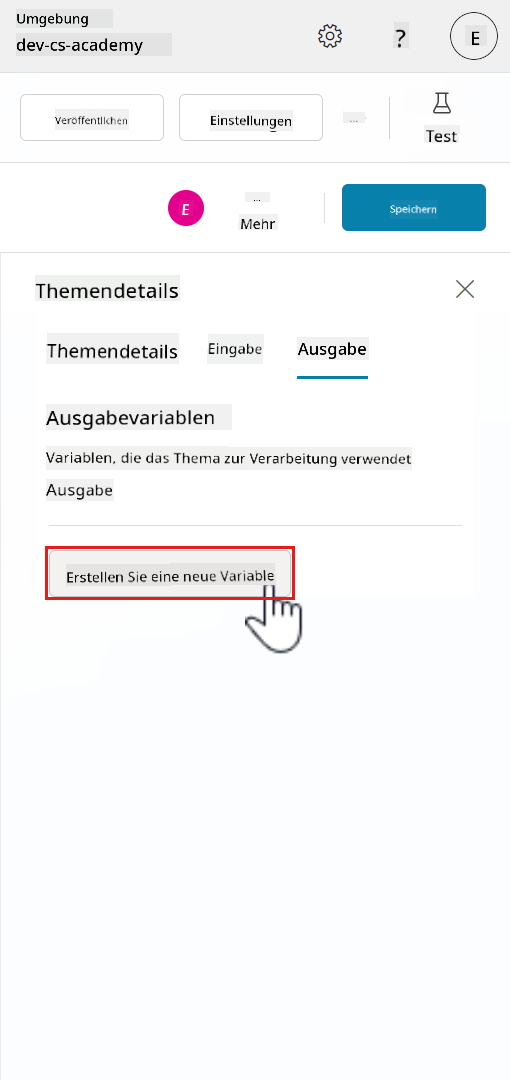 Umgebung
dev-cs-academy
?
E
Veröffentlichen
Einstellungen
...
Test
E
...
Mehr
Speichern
Themendetails
Themendetails
Eingabe
Ausgabe
Ausgabevariablen
Variablen, die das Thema zur Verarbeitung verwendet
Ausgabe
Erstellen Sie eine neue Variable